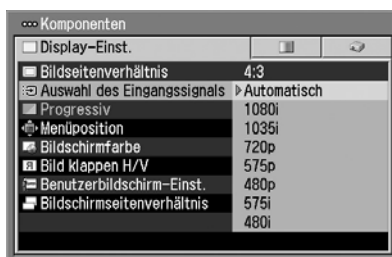 Komponenten
Display-Einst.
Bildseitenverhältnis 4:3
Auswahl des Eingangssignals Automatisch
Progressiv 1080i
Menüposition 1035i
Bildschirmfarbe 720p
Bild klappen H/V 575p
Benutzerbildschirm-Einst. 480p
Bildschirmseitenverhältnis 575i
480i